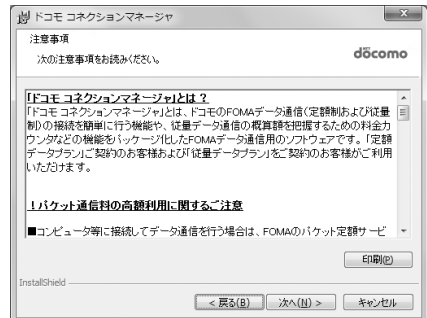 ドコモ コネクションマネージャ
注意事項
次の注意事項をお読みください。
döcomo
「ドコモ コネクションマネージャ」とは？
「ドコモ コネクションマネージャ」とは、ドコモのFOMAデータ通信（定額制および従量
制）の接続を簡単に行う機能や、従量データ通信の概算額を把握するための料金カ
ウンタなどの機能をパッケージ化したFOMAデータ通信用のソフトウェアです。「定額
データプラン」ご契約のお客様および「従量データプラン」をご契約のお客様がご利用
いただけます。
！パケット通信料の高額利用に関するご注意
■コンピュータ等に接続してデータ通信を行う場合は、FOMAのパケット定額サービ
印刷(P)
InstallShield
< 戻る(B)
次へ(N) >
キャンセル